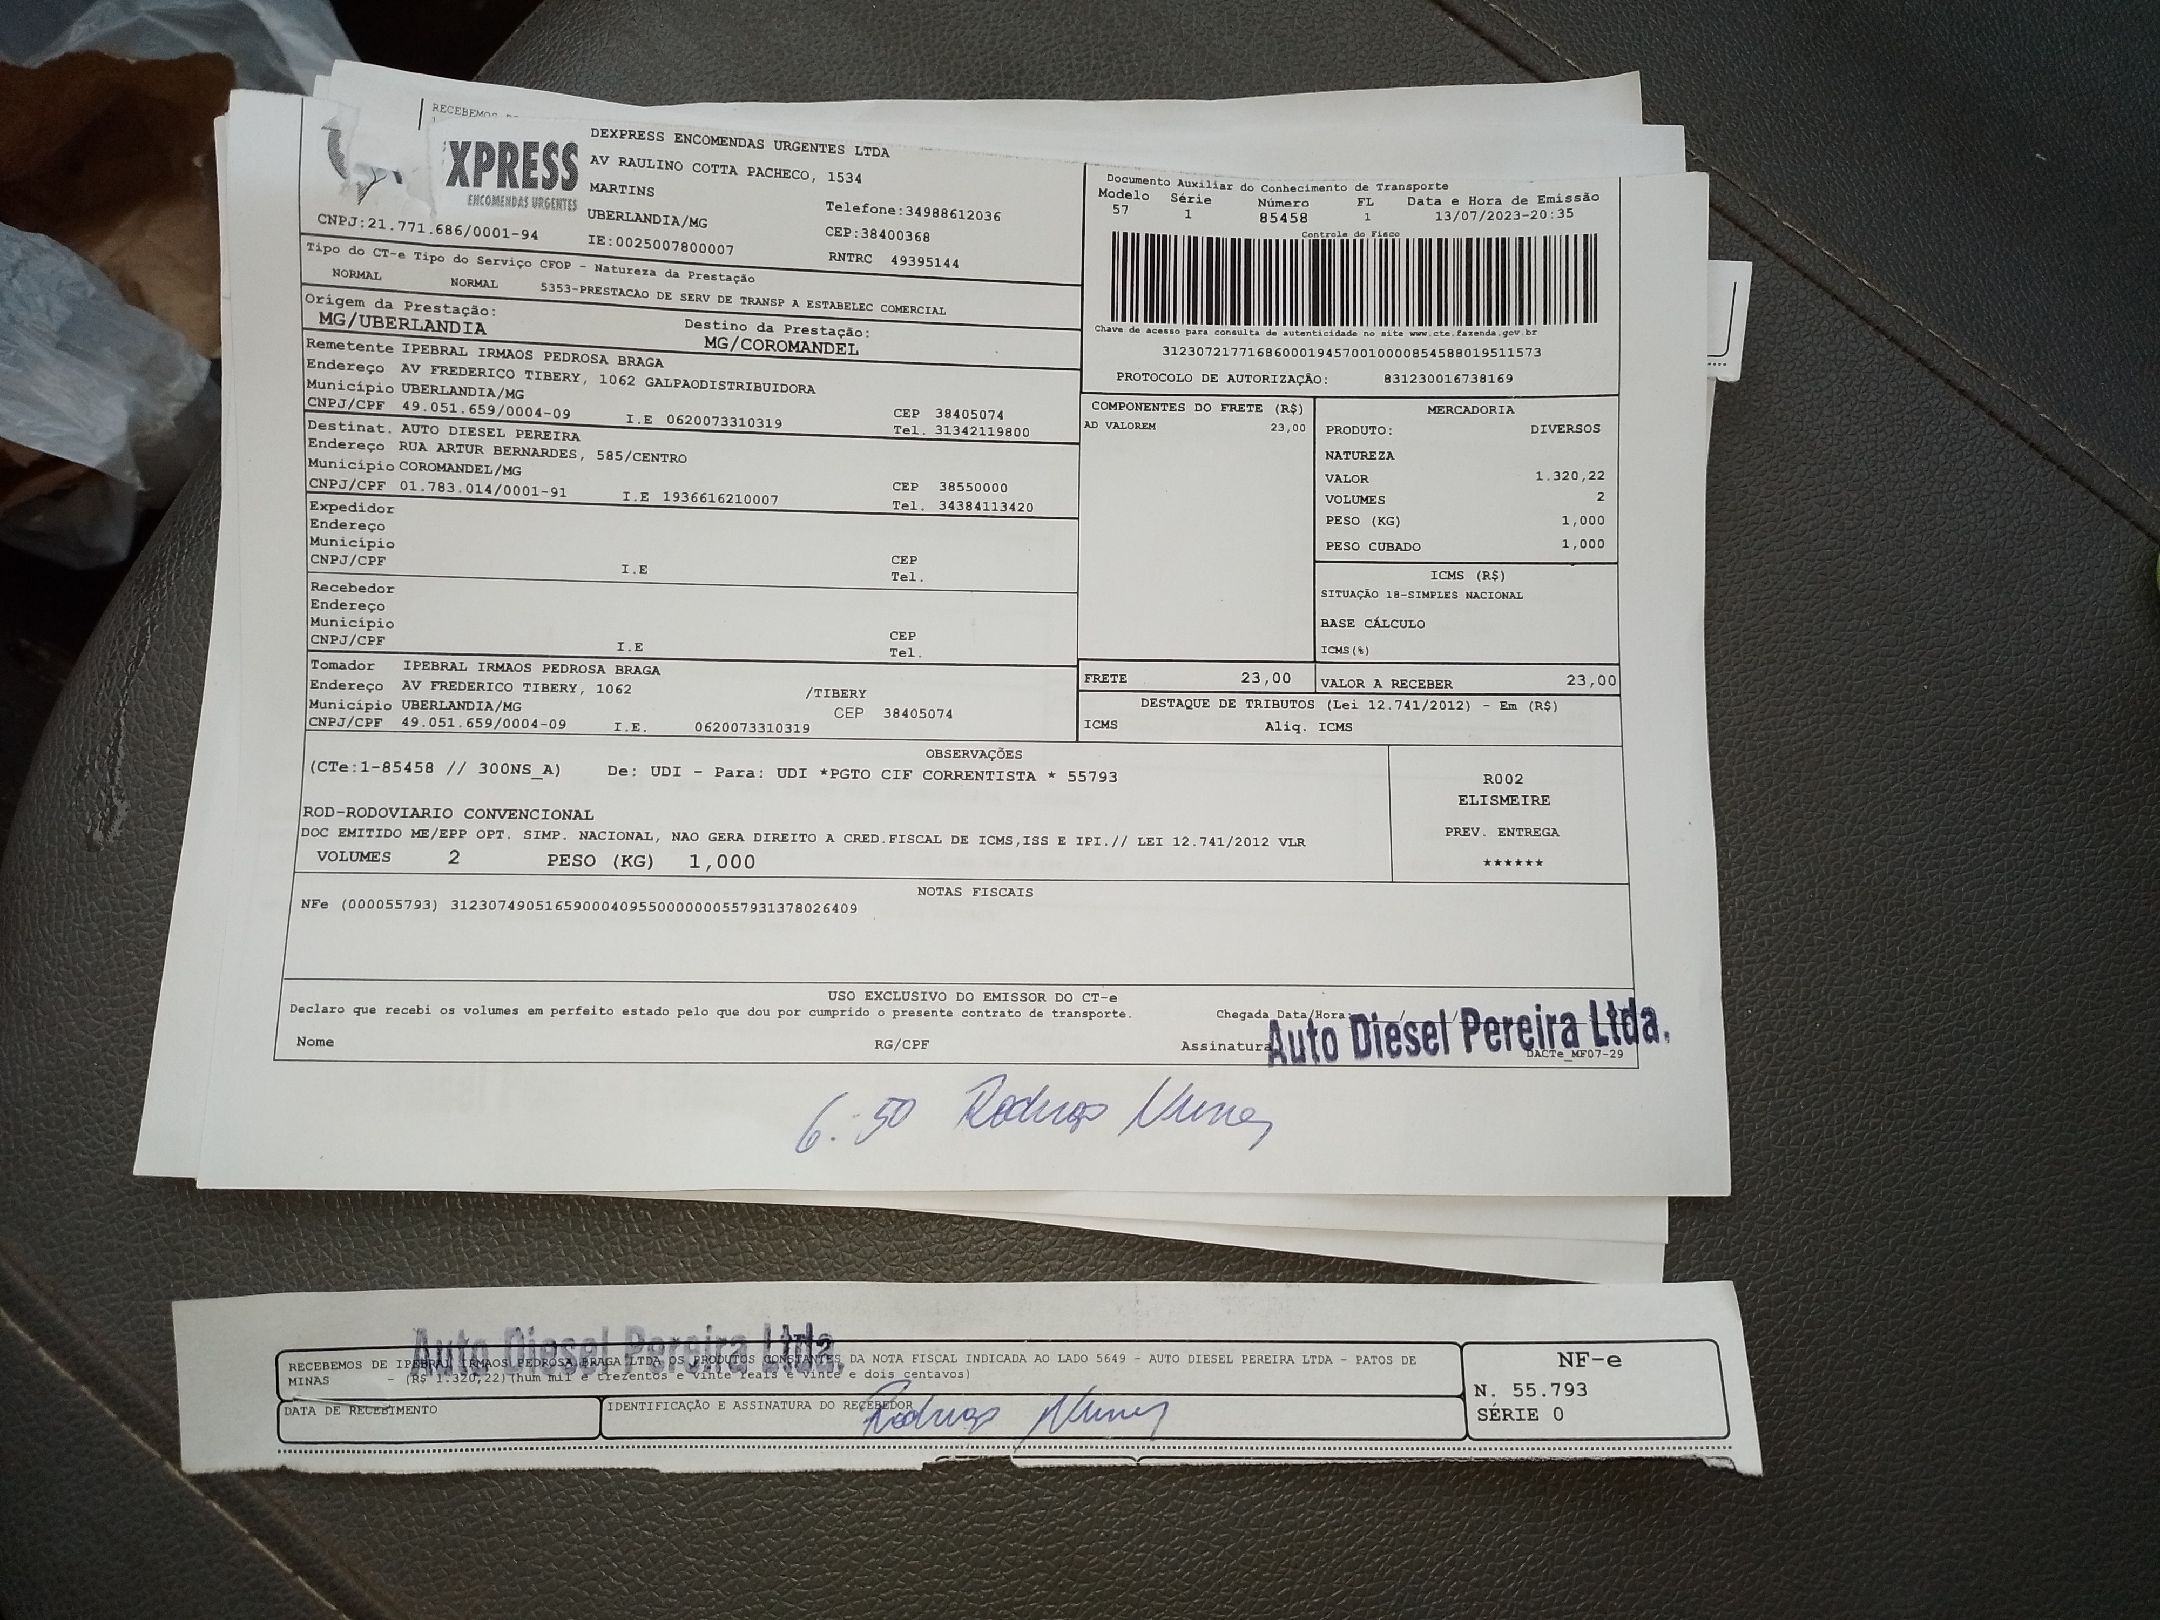 RECEBEMOS
XPRESS
ENCOMENDAS URGENTES
CNPJ:21.771.686/0001-94
DEXPRESS ENCOMENDAS URGENTES LTDA
AV RAULINO COTTA PACHECO, 1534
MARTINS
UBERLANDIA/MG
IE:0025007800007
Telefone:34988612036
CEP:38400368
RNTRC 49395144
Documento Auxiliar do Conhecimento de Transporte
Modelo Série Número FL Data e Hora de Emissão
57 1 85458 1 13/07/2023-20:35
Controle do Fisco
Chave de acesso para consulta de autenticidade no site www.cte.fazenda.gov.br
31230721771686000194570010000854588019511573
PROTOCOLO DE AUTORIZAÇÃO: 831230016738169
Tipo do CT-e Tipo do Serviço CFOP - Natureza da Prestação
NORMAL NORMAL 5353-PRESTACAO DE SERV DE TRANSP A ESTABELEC COMERCIAL
Origem da Prestação: Destino da Prestação:
MG/UBERLANDIA MG/COROMANDEL
Remetente IPEBRAL IRMAOS PEDROSA BRAGA
Endereço AV FREDERICO TIBERY, 1062 GALPAODISTRIBUIDORA
Município UBERLANDIA/MG CEP 38405074
CNPJ/CPF 49.051.659/0004-09 I.E 0620073310319 Tel. 31342119800
Destinat. AUTO DIESEL PEREIRA
Endereço RUA ARTUR BERNARDES, 585/CENTRO
Município COROMANDEL/MG CEP 38550000
CNPJ/CPF 01.783.014/0001-91 I.E 1936616210007 Tel. 34384113420
Expedidor
Endereço
Município CEP
CNPJ/CPF I.E Tel.
Recebedor
Endereço
Município CEP
CNPJ/CPF I.E Tel.
Tomador IPEBRAL IRMAOS PEDROSA BRAGA
Endereço AV FREDERICO TIBERY, 1062 /TIBERY
Município UBERLANDIA/MG CEP 38405074
CNPJ/CPF 49.051.659/0004-09 I.E. 0620073310319
COMPONENTES DO FRETE (R$)
AD VALOREM 23,00
MERCADORIA
PRODUTO: DIVERSOS
NATUREZA
VALOR 1.320,22
VOLUMES 2
PESO (KG) 1,000
PESO CUBADO 1,000
ICMS (R$)
SITUAÇÃO 18-SIMPLES NACIONAL
BASE CÁLCULO
ICMS(%)
FRETE 23,00 VALOR A RECEBER 23,00
DESTAQUE DE TRIBUTOS (Lei 12.741/2012) - Em (R$)
ICMS Aliq. ICMS
OBSERVAÇÕES
(CTe:1-85458 // 300NS_A) De: UDI - Para: UDI *PGTO CIF CORRENTISTA * 55793
ROD-RODOVIARIO CONVENCIONAL
DOC EMITIDO ME/EPP OPT. SIMP. NACIONAL, NAO GERA DIREITO A CRED.FISCAL DE ICMS,ISS E IPI.// LEI 12.741/2012 VLR
VOLUMES 2 PESO (KG) 1,000
R002
ELISMEIRE
PREV. ENTREGA
******
NOTAS FISCAIS
NFe (000055793) 31230749051659000409550000000557931378026409
USO EXCLUSIVO DO EMISSOR DO CT-e
Declaro que recebi os volumes em perfeito estado pelo que dou por cumprido o presente contrato de transporte. Chegada Data/Hora: / /
Nome RG/CPF Assinatura
Auto Diesel Pereira Ltda.
DACTe_MF07-29
6:50 Rodrigo Nunes
Auto Diesel Pereira Ltda.
RECEBEMOS DE IPEBRAL IRMAOS PEDROSA BRAGA LTDA OS PRODUTOS CONSTANTES DA NOTA FISCAL INDICADA AO LADO 5649 - AUTO DIESEL PEREIRA LTDA - PATOS DE
MINAS - (R$ 1.320,22)(hum mil e trezentos e vinte reais e vinte e dois centavos)
DATA DE RECEBIMENTO
IDENTIFICAÇÃO E ASSINATURA DO RECEBEDOR
Rodrigo Nunes
NF-e
N. 55.793
SÉRIE 0